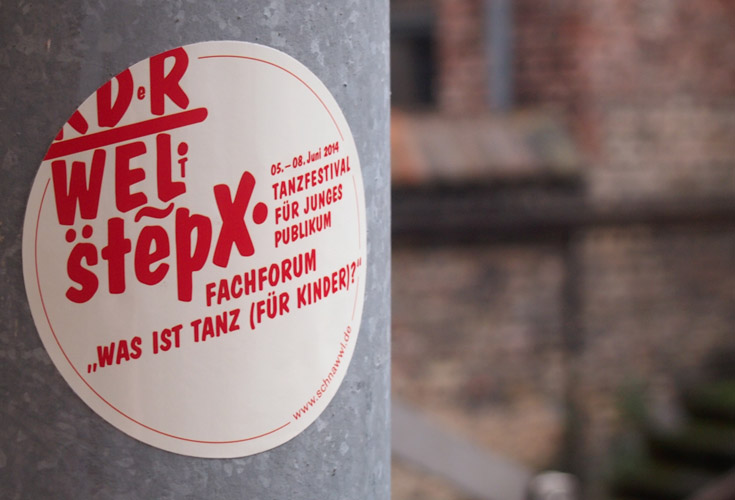 DeR
WELt
s̈tẽpX•
05.–08. Juni 2014
TANZFESTIVAL
FÜR JUNGES
PUBLIKUM
FACHFORUM
„WAS IST TANZ (FÜR KINDER)?“
www.schnawwl.de